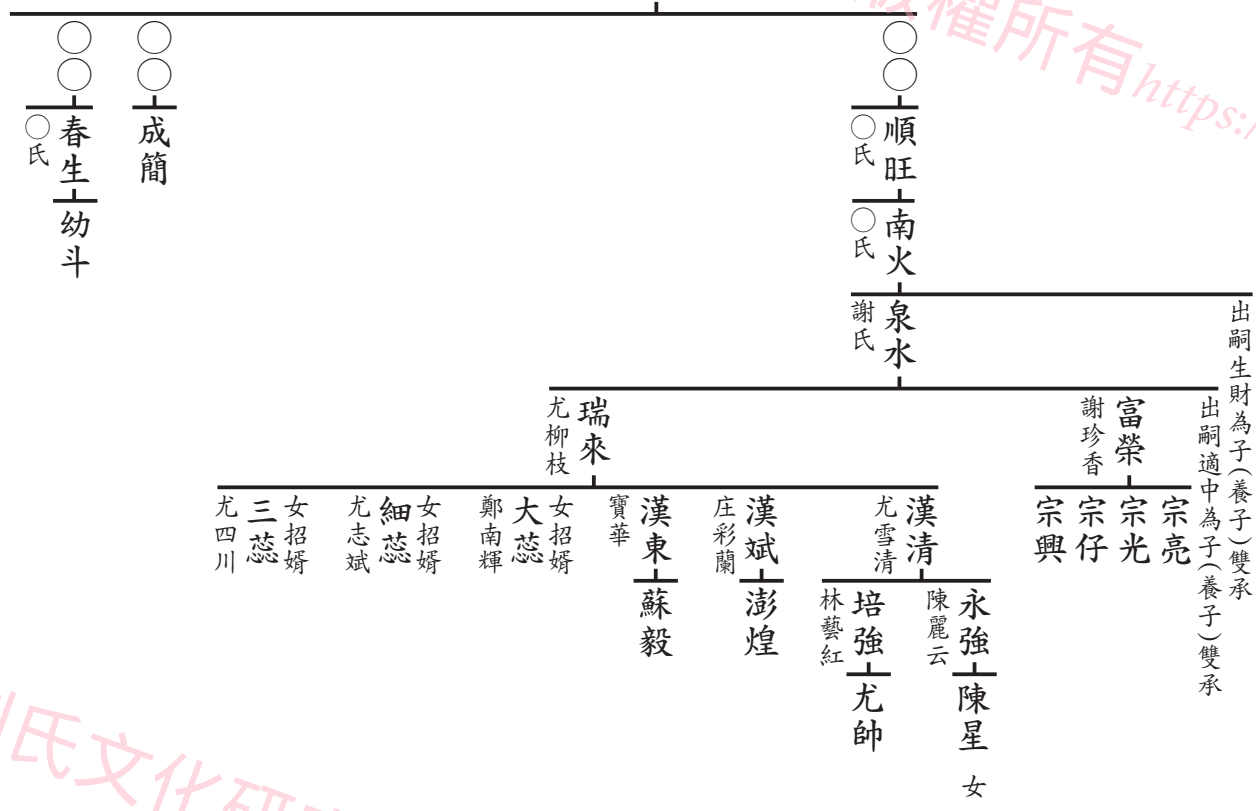 版權所有https:/
○○
順旺
○氏
南火
○氏
出嗣生財為子(養子)雙承
泉水
謝氏
出嗣適中為子(養子)雙承
富榮
謝珍香
宗亮
宗光
宗仔
宗興
瑞來
尤柳枝
漢清
尤雪清
永強
陳麗云
陳星 女
培強
林藝紅
尤帥
漢斌
庄彩蘭
澎煌
漢東
寶華
蘇毅
女招婿
大蕊
鄭南輝
女招婿
細蕊
尤志斌
女招婿
三蕊
尤四川
○○
成簡
○○
春生
○氏
幼斗
氏文化研